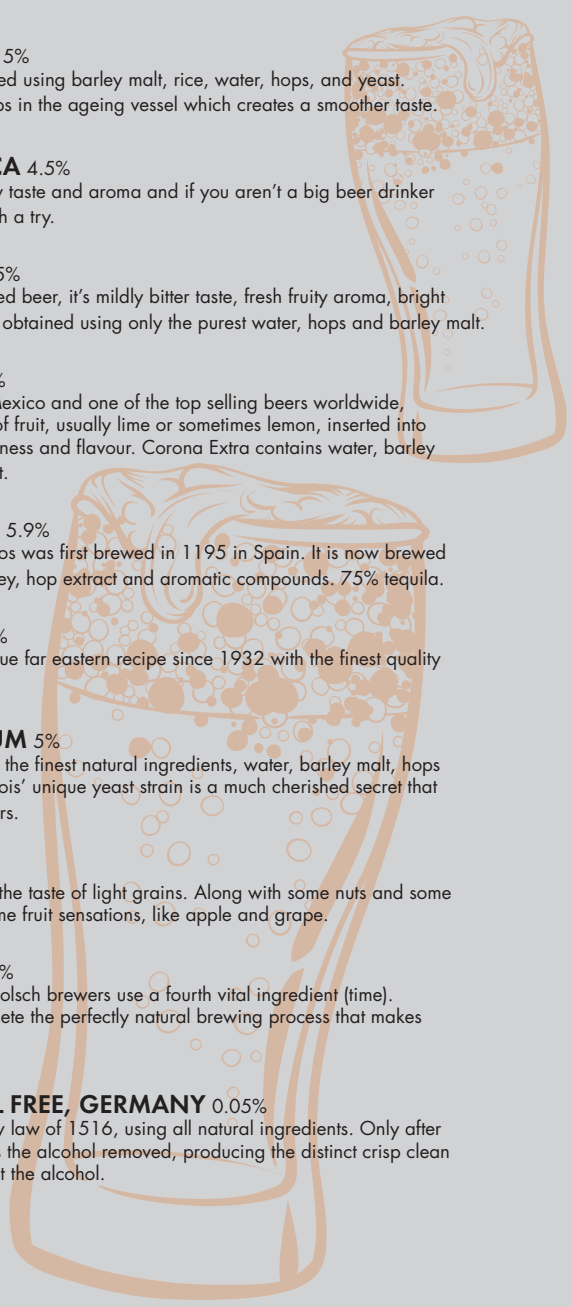 5%
ed using barley malt, rice, water, hops, and yeast.
os in the ageing vessel which creates a smoother taste.
CA 4.5%
y taste and aroma and if you aren't a big beer drinker
h a try.
5%
ed beer, it's mildly bitter taste, fresh fruity aroma, bright
obtained using only the purest water, hops and barley malt.
%
Mexico and one of the top selling beers worldwide,
of fruit, usually lime or sometimes lemon, inserted into
ness and flavour. Corona Extra contains water, barley
t.
5.9%
os was first brewed in 1195 in Spain. It is now brewed
ey, hop extract and aromatic compounds. 75% tequila.
%
ue far eastern recipe since 1932 with the finest quality
UM 5%
the finest natural ingredients, water, barley malt, hops
ois' unique yeast strain is a much cherished secret that
rs.
the taste of light grains. Along with some nuts and some
me fruit sensations, like apple and grape.
%
olsch brewers use a fourth vital ingredient (time).
ete the perfectly natural brewing process that makes
L FREE, GERMANY 0.05%
y law of 1516, using all natural ingredients. Only after
s the alcohol removed, producing the distinct crisp clean
t the alcohol.